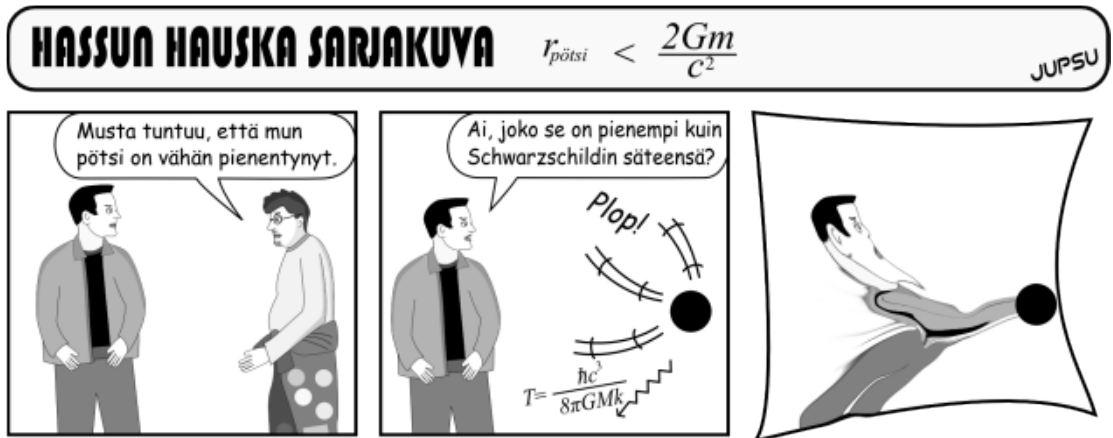 HASSUN HAUSKA SARJAKUVA
r_pötsi < 2Gm/c²
JUPSU
Musta tuntuu, että mun
pötsi on vähän pienentynyt.
Ai, joko se on pienempi kuin
Schwarzschildin säteensä?
Plop!
T= ħc³/8πGMk